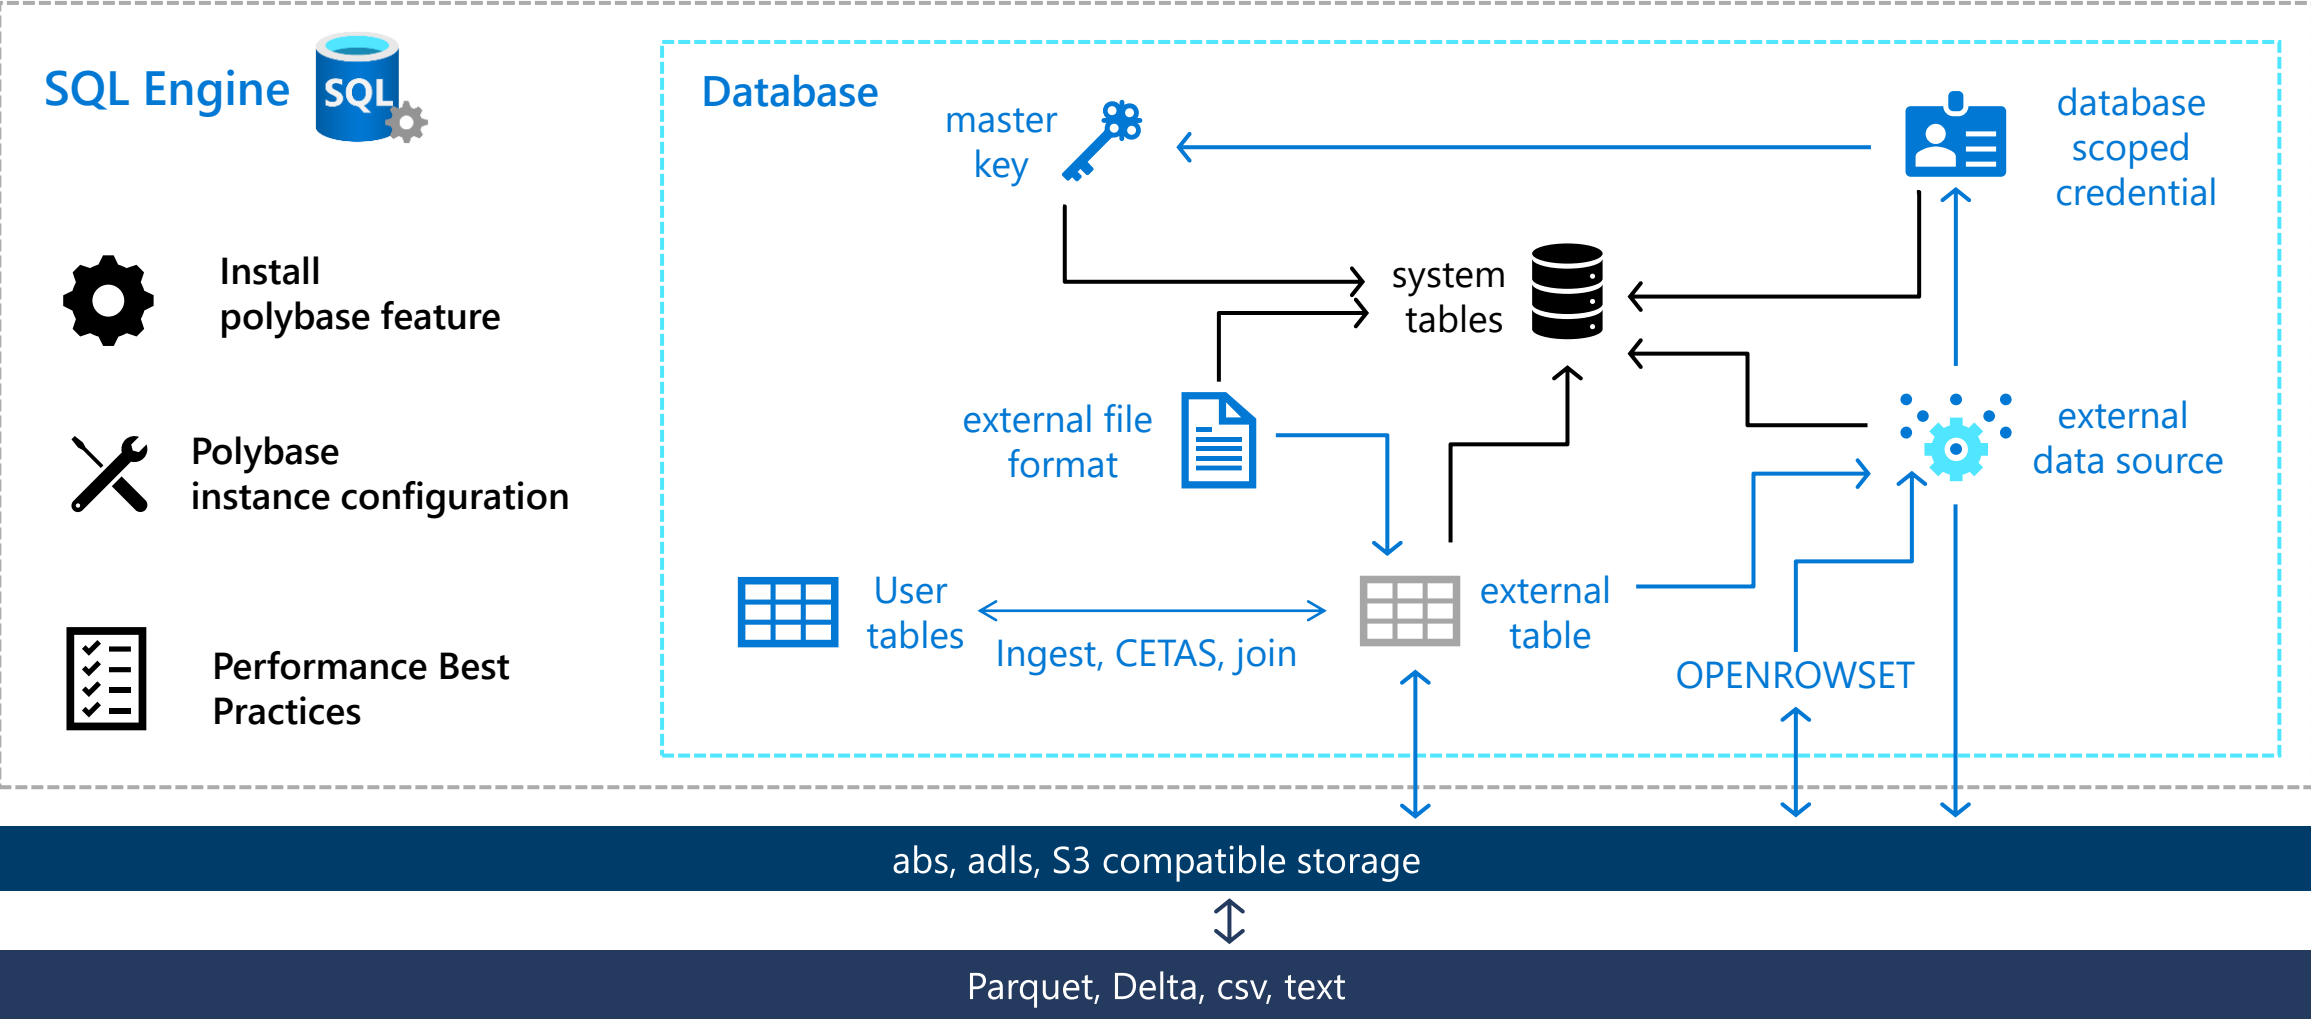 SQL Engine
SQL
Install
polybase feature
Polybase
instance configuration
Performance Best
Practices
Database
master
key
database
scoped
credential
system
tables
external file
format
external
data source
User
tables
Ingest, CETAS, join
external
table
OPENROWSET
abs, adls, S3 compatible storage
Parquet, Delta, csv, text